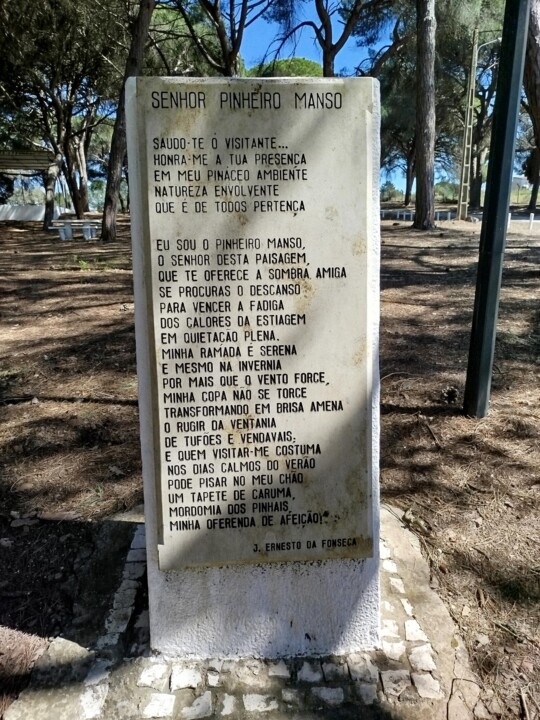 SENHOR PINHEIRO MANSO
SAUDO-TE Ó VISITANTE...
HONRA-ME A TUA PRESENÇA
EM MEU PINÁCEO AMBIENTE
NATUREZA ENVOLVENTE
QUE É DE TODOS PERTENÇA
EU SOU O PINHEIRO MANSO,
O SENHOR DESTA PAISAGEM,
QUE TE OFERECE A SOMBRA AMIGA
SE PROCURAS O DESCANSO
PARA VENCER A FADIGA
DOS CALORES DA ESTIAGEM
EM QUIETAÇÃO PLENA.
MINHA RAMADA É SERENA
E MESMO NA INVERNIA
POR MAIS QUE O VENTO FORCE,
MINHA COPA NÃO SE TORCE
TRANSFORMANDO EM BRISA AMENA
O RUGIR DA VENTANIA
DE TUFÕES E VENDAVAIS;
E QUEM VISITAR-ME COSTUMA
NOS DIAS CALMOS DO VERÃO
PODE PISAR NO MEU CHÃO
UM TAPETE DE CARUMA,
MORDOMIA DOS PINHAIS,
MINHA OFERENDA DE AFEIÇÃO!
J. ERNESTO DA FONSECA